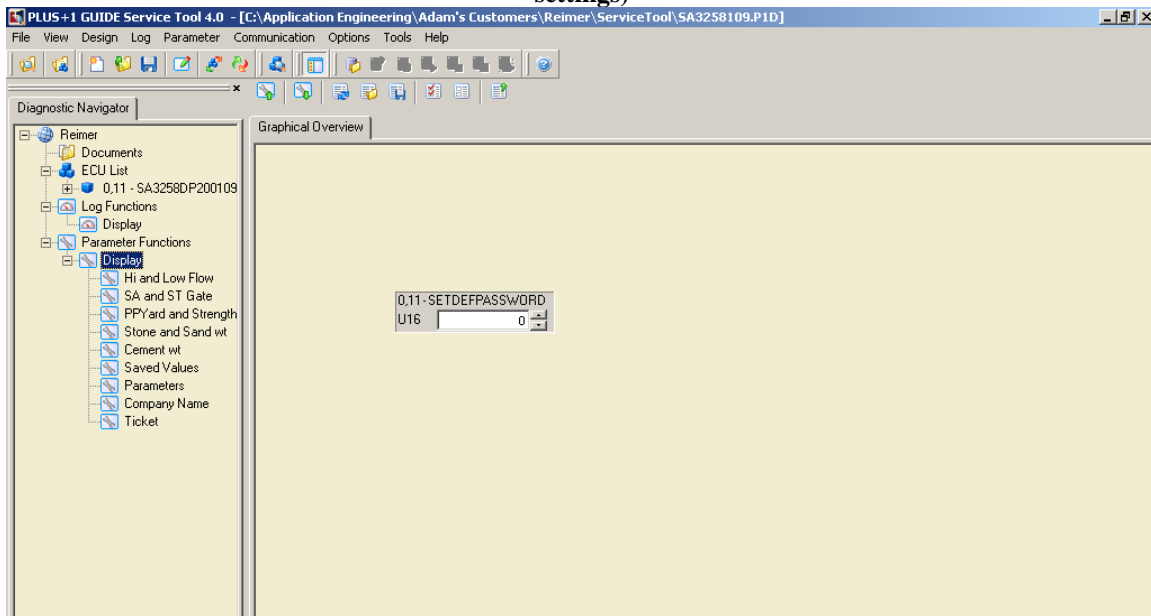 settings)
PLUS+1 GUIDE Service Tool 4.0 - [C:\Application Engineering\Adam's Customers\Reimer\ServiceTool\SA3258109.P1D]
File View Design Log Parameter Communication Options Tools Help
Diagnostic Navigator
Graphical Overview
Reimer
Documents
ECU List
0,11 - SA3258DP200109
Log Functions
Display
Parameter Functions
Display
Hi and Low Flow
SA and ST Gate
PPYard and Strength
Stone and Sand wt
Cement wt
Saved Values
Parameters
Company Name
Ticket
0,11-SETDEFPASSWORD
U16 0